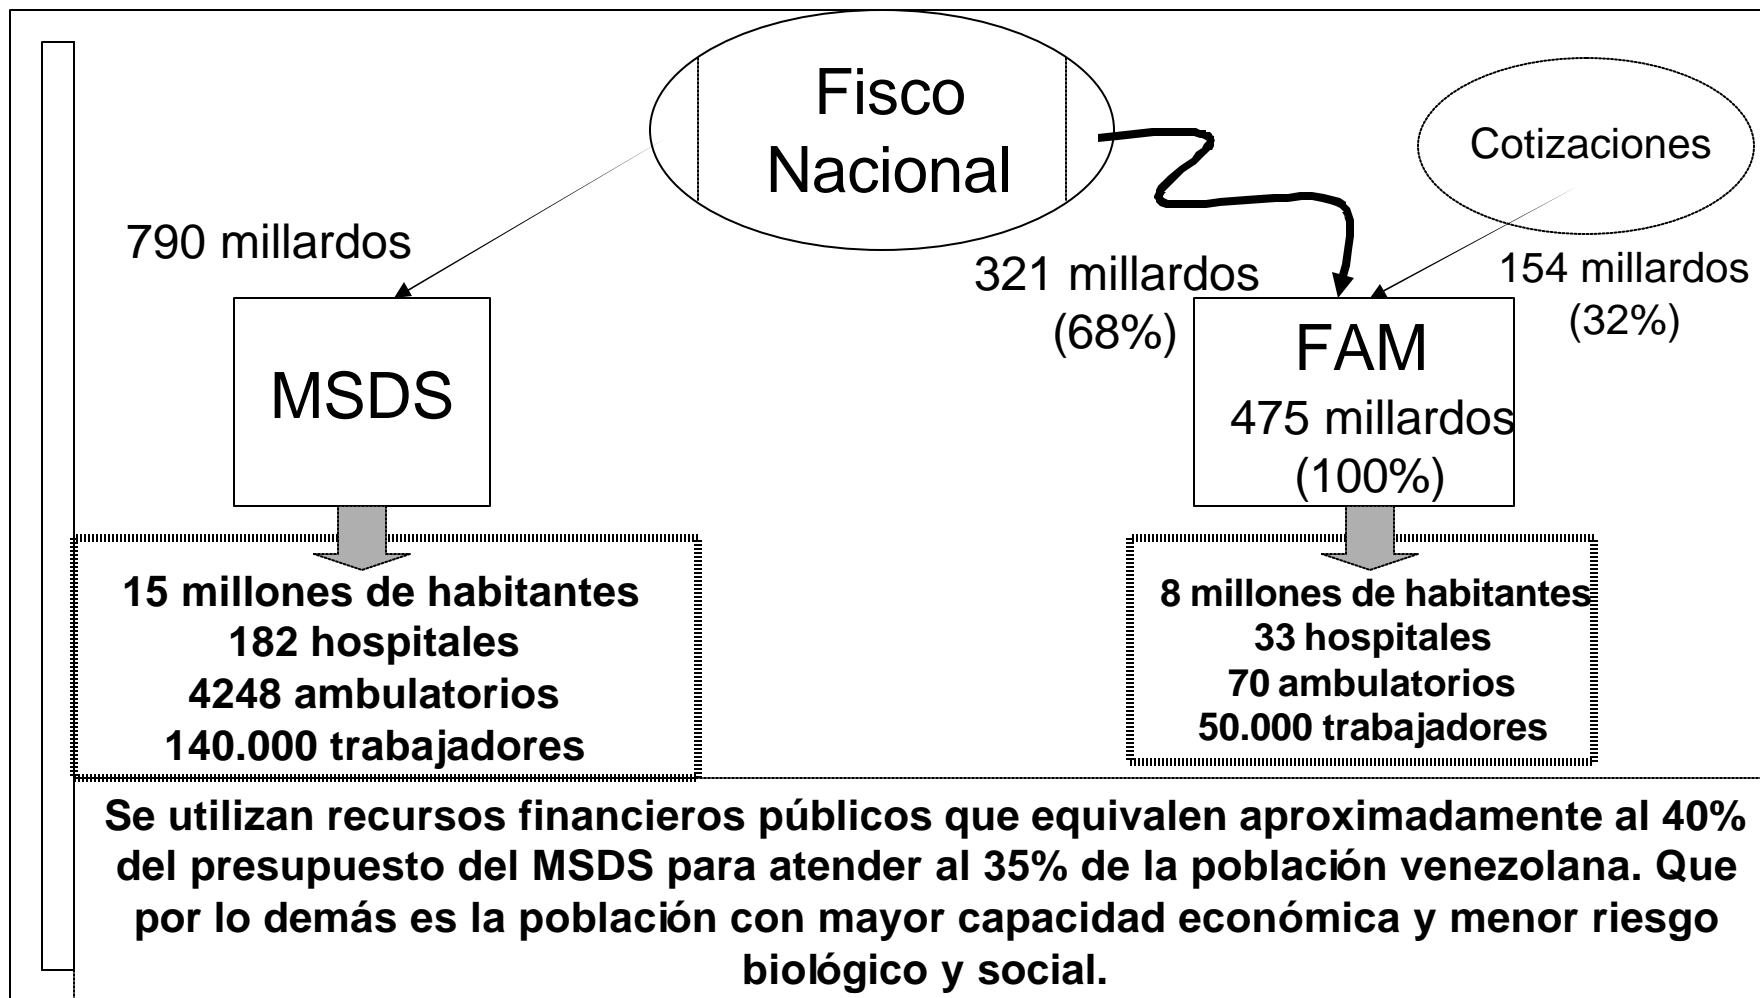 Fisco
Nacional
Cotizaciones
790 millardos
321 millardos
(68%)
154 millardos
(32%)
MSDS
FAM
475 millardos
(100%)
15 millones de habitantes
182 hospitales
4248 ambulatorios
140.000 trabajadores
8 millones de habitantes
33 hospitales
70 ambulatorios
50.000 trabajadores
Se utilizan recursos financieros públicos que equivalen aproximadamente al 40%
del presupuesto del MSDS para atender al 35% de la población venezolana. Que
por lo demás es la población con mayor capacidad económica y menor riesgo
biológico y social.